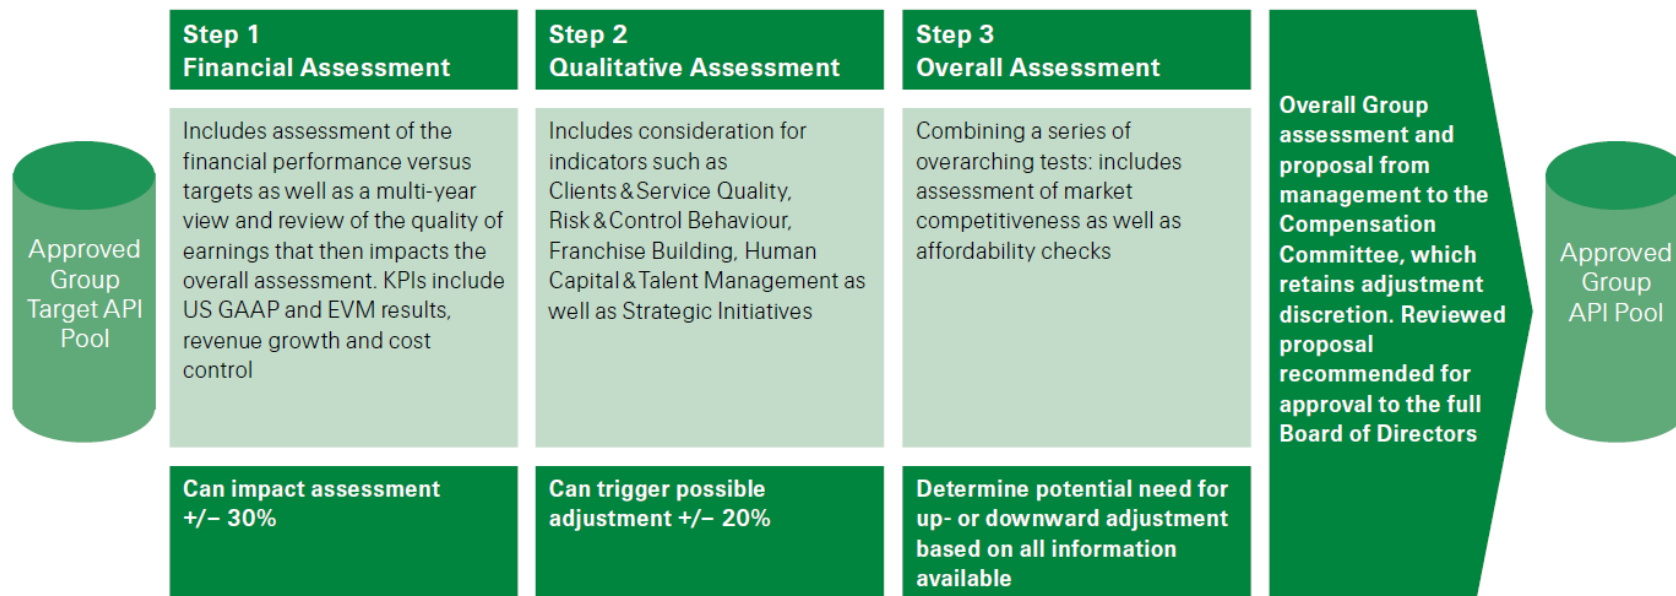 Approved
Group
Target API
Pool
Step 1
Financial Assessment
Includes assessment of the
financial performance versus
targets as well as a multi-year
view and review of the quality of
earnings that then impacts the
overall assessment. KPIs include
US GAAP and EVM results,
revenue growth and cost
control
Can impact assessment
+/– 30%
Step 2
Qualitative Assessment
Includes consideration for
indicators such as
Clients & Service Quality,
Risk & Control Behaviour,
Franchise Building, Human
Capital & Talent Management as
well as Strategic Initiatives
Can trigger possible
adjustment +/– 20%
Step 3
Overall Assessment
Combining a series of
overarching tests: includes
assessment of market
competitiveness as well as
affordability checks
Determine potential need for
up- or downward adjustment
based on all information
available
Overall Group
assessment and
proposal from
management to the
Compensation
Committee, which
retains adjustment
discretion. Reviewed
proposal
recommended for
approval to the full
Board of Directors
Approved
Group
API Pool